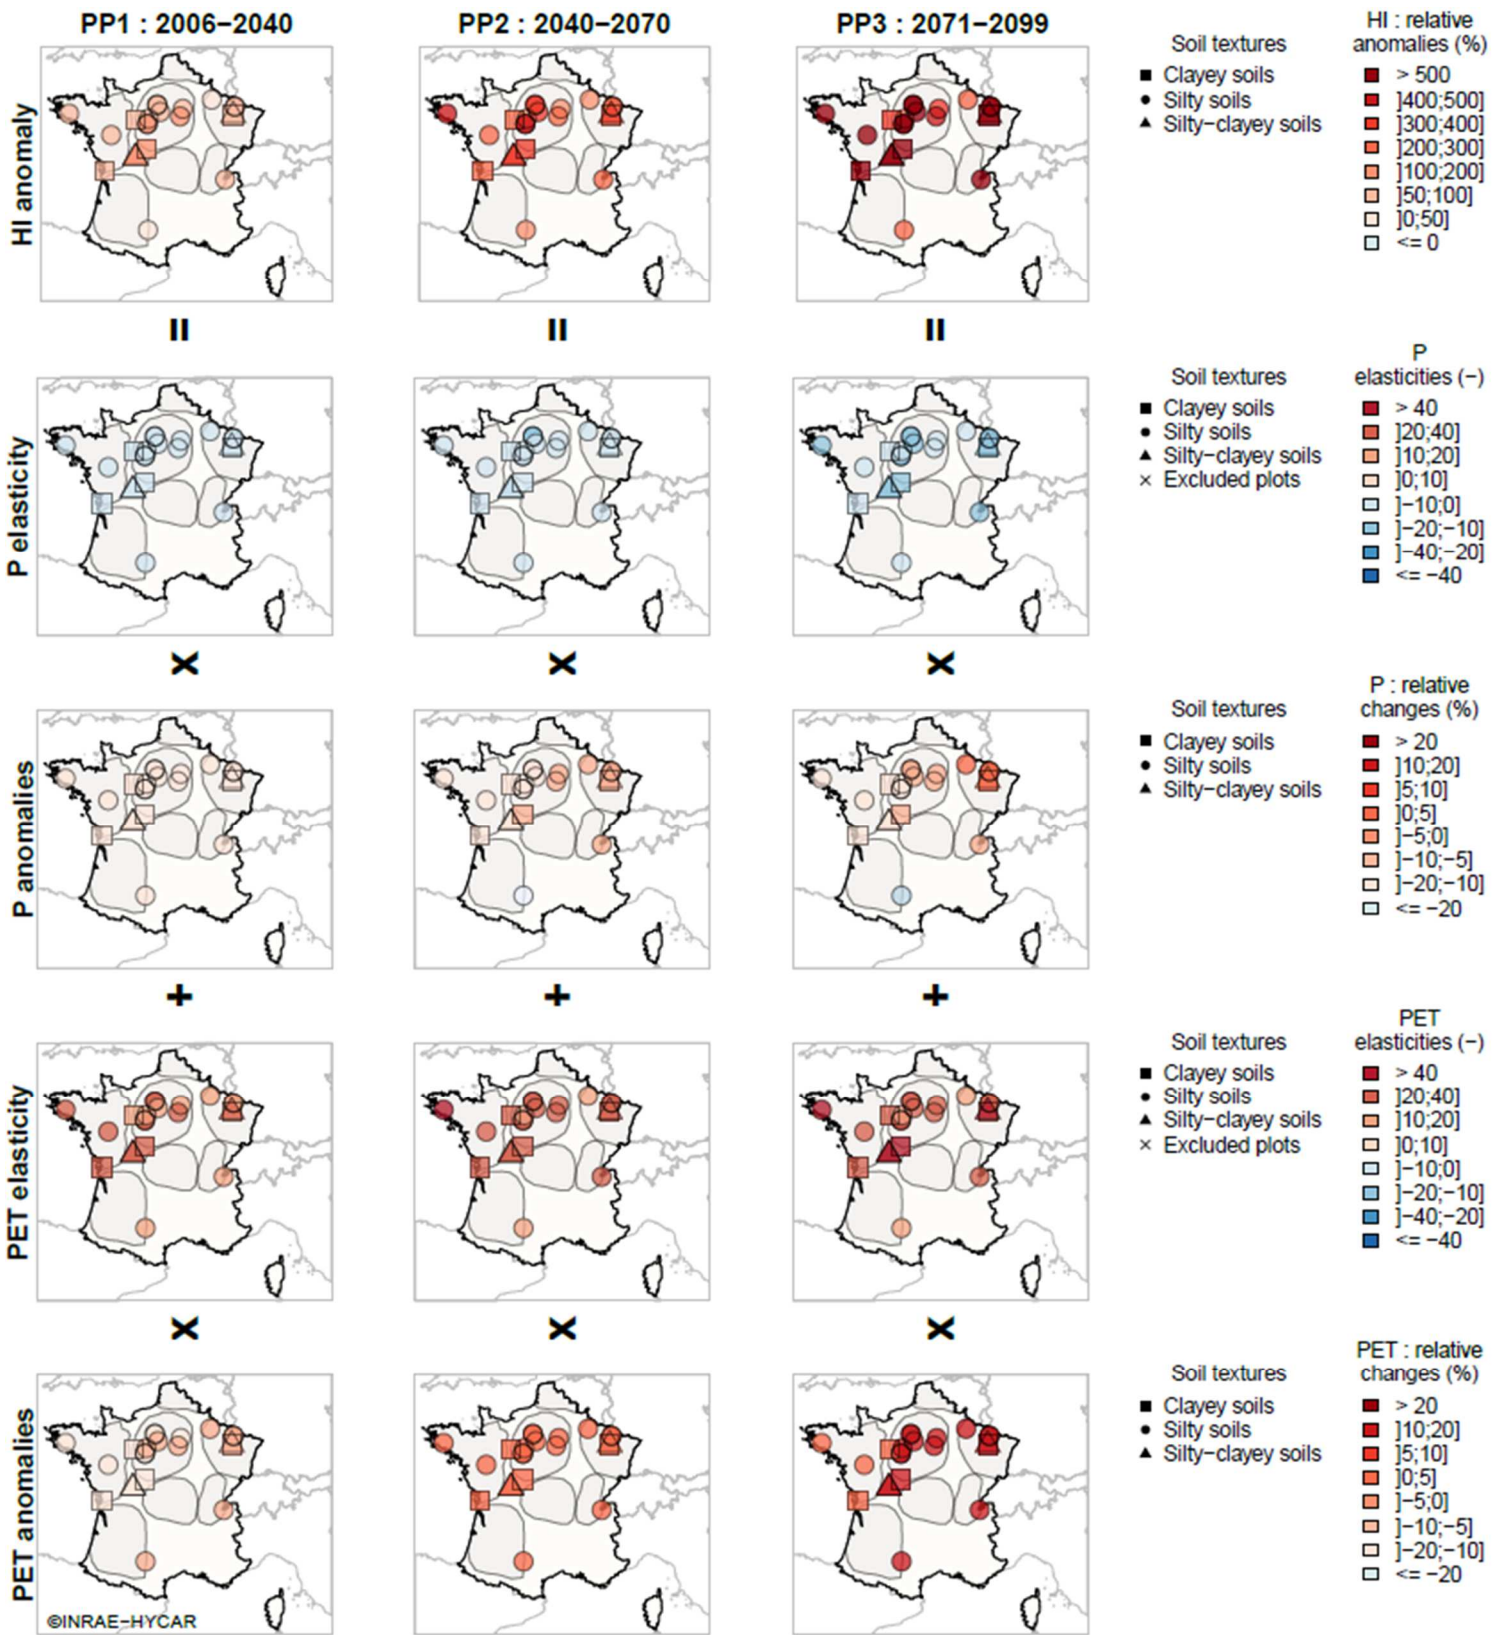 PP1 : 2006−2040
PP2 : 2040−2070
PP3 : 2071−2099
HI anomaly
Soil textures
Clayey soils
Silty soils
Silty−clayey soils
HI : relative
anomalies (%)
> 500
]400;500]
]300;400]
]200;300]
]100;200]
]50;100]
]0;50]
<= 0
= = =
P elasticity
Soil textures
Clayey soils
Silty soils
Silty−clayey soils
× Excluded plots
P
elasticities (−)
> 40
]20;40]
]10;20]
]0;10]
]−10;0]
]−20;−10]
]−40;−20]
<= −40
x x x
P anomalies
Soil textures
Clayey soils
Silty soils
Silty−clayey soils
P : relative
changes (%)
> 20
]10;20]
]5;10]
]0;5]
]−5;0]
]−10;−5]
]−20;−10]
<= −20
+ + +
PET elasticity
Soil textures
Clayey soils
Silty soils
Silty−clayey soils
× Excluded plots
PET
elasticities (−)
> 40
]20;40]
]10;20]
]0;10]
]−10;0]
]−20;−10]
]−40;−20]
<= −40
x x x
PET anomalies
©INRAE−HYCAR
Soil textures
Clayey soils
Silty soils
Silty−clayey soils
PET : relative
changes (%)
> 20
]10;20]
]5;10]
]0;5]
]−5;0]
]−10;−5]
]−20;−10]
<= −20